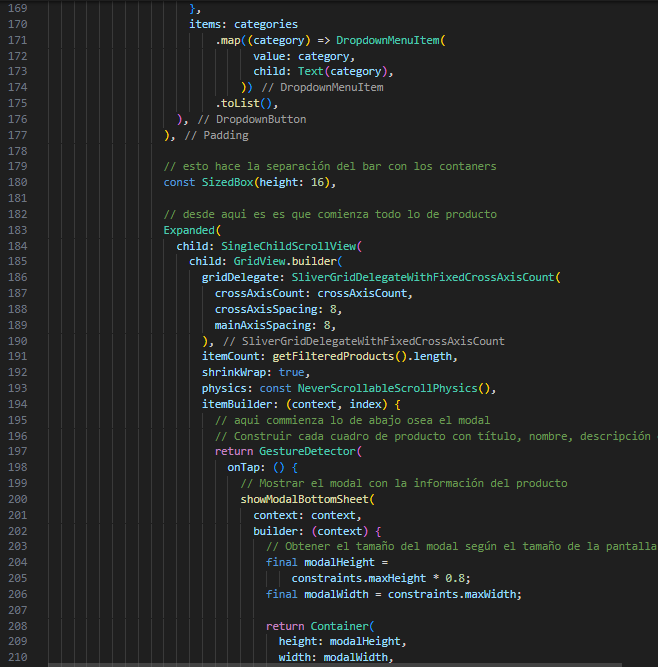 169 },
170 items: categories
171 .map((category) => DropdownMenuItem(
172 value: category,
173 child: Text(category),
174 )) // DropdownMenuItem
175 .toList(),
176 ), // DropdownButton
177 ), // Padding
178
179 // esto hace la separación del bar con los contaners
180 const SizedBox(height: 16),
181
182 // desde aqui es es que comienza todo lo de producto
183 Expanded(
184 child: SingleChildScrollView(
185 child: GridView.builder(
186 gridDelegate: SliverGridDelegateWithFixedCrossAxisCount(
187 crossAxisCount: crossAxisCount,
188 crossAxisSpacing: 8,
189 mainAxisSpacing: 8,
190 ), // SliverGridDelegateWithFixedCrossAxisCount
191 itemCount: getFilteredProducts().length,
192 shrinkWrap: true,
193 physics: const NeverScrollableScrollPhysics(),
194 itemBuilder: (context, index) {
195 // aqui commienza lo de abajo osea el modal
196 // Construir cada cuadro de producto con título, nombre, descripción
197 return GestureDetector(
198 onTap: () {
199 // Mostrar el modal con la información del producto
200 showModalBottomSheet(
201 context: context,
202 builder: (context) {
203 // Obtener el tamaño del modal según el tamaño de la pantalla
204 final modalHeight =
205 constraints.maxHeight * 0.8;
206 final modalWidth = constraints.maxWidth;
207
208 return Container(
209 height: modalHeight,
210 width: modalWidth,